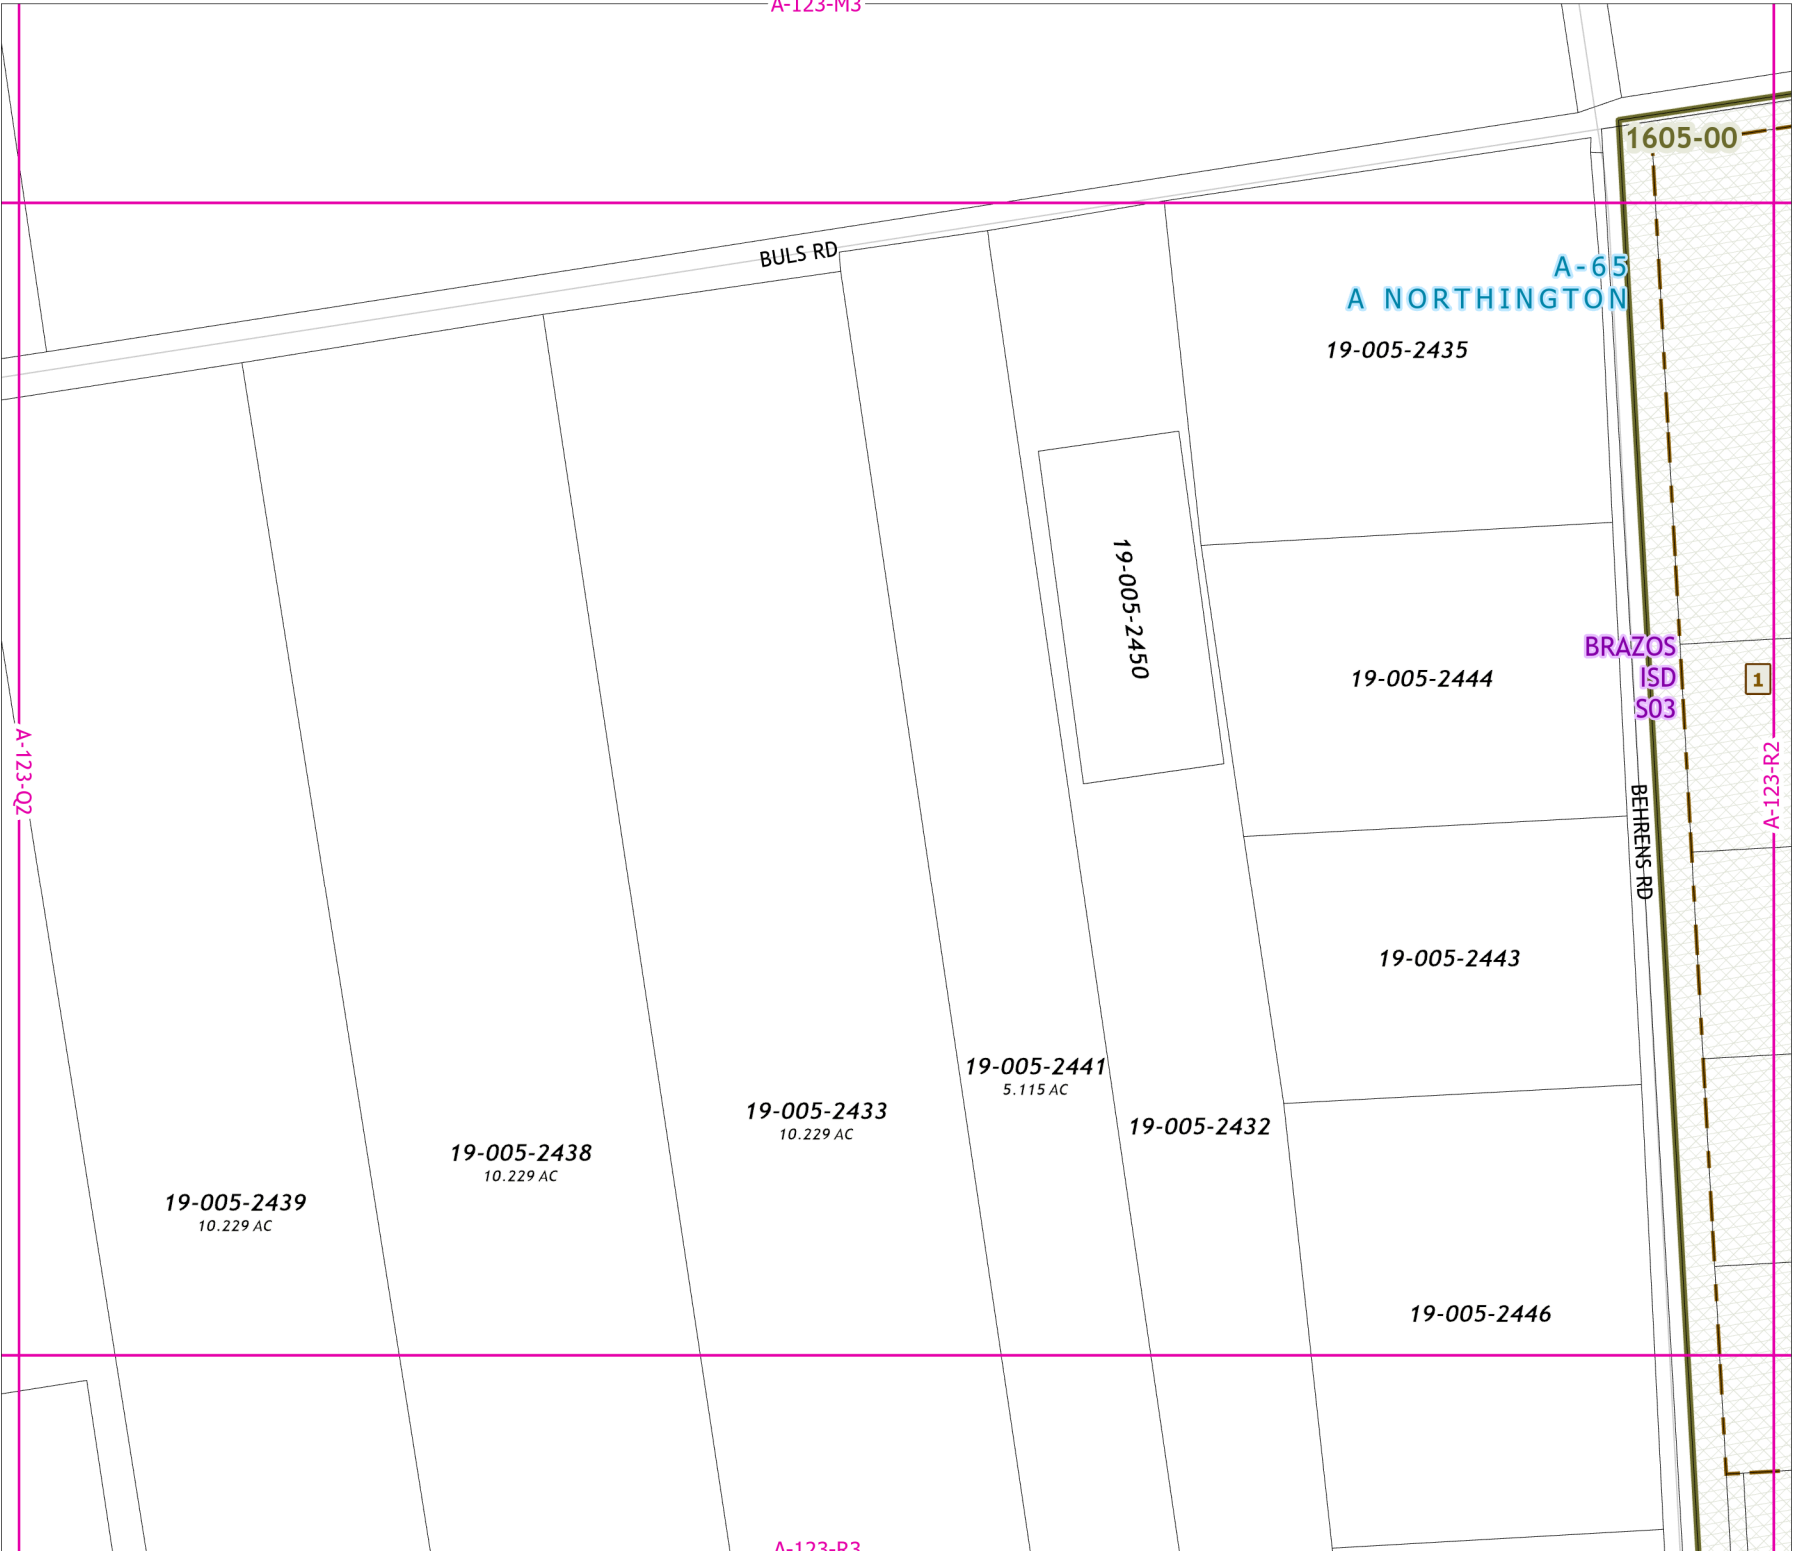 A-123-M3
1605-00
BULS RD
A-65
A NORTHINGTON
19-005-2435
19-005-2450
BRAZOS
ISD
S03
19-005-2444
1
A-123-Q2
A-123-R2
BEHRENS RD
19-005-2443
19-005-2441
5.115 AC
19-005-2433
10.229 AC
19-005-2432
19-005-2438
10.229 AC
19-005-2439
10.229 AC
19-005-2446
A-123-R3